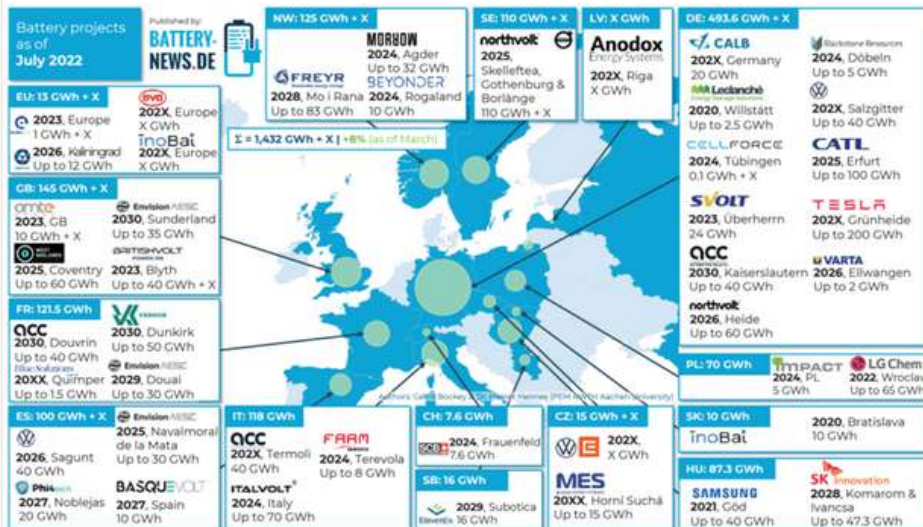 Battery projects
as of
July 2022
Published by:
BATTERY-
NEWS.DE
NW: 125 GWh + X
MORROW
2024, Agder
Up to 32 GWh
FREYR
2028, Mo i Rana
Up to 83 GWh
BEYONDER
2024, Rogaland
10 GWh
SE: 110 GWh + X
northvolt
2025,
Skelleftea,
Gothenburg &
Borlänge
110 GWh + X
LV: X GWh
Anodox
Energy Systems
202X, Riga
X GWh
DE: 493.6 GWh + X
CALB
202X, Germany
20 GWh
Blackstone Resources
2024, Döbeln
Up to 5 GWh
Leclanché
2020, Willstätt
Up to 2.5 GWh
202X, Salzgitter
Up to 40 GWh
CELLFORCE
2024, Tübingen
0.1 GWh + X
CATL
2025, Erfurt
Up to 100 GWh
SVOLT
2023, Überherrn
24 GWh
TESLA
202X, Grünheide
Up to 200 GWh
acc
2030, Kaiserslautern
Up to 40 GWh
VARTA
2026, Ellwangen
Up to 2 GWh
northvolt
2026, Heide
Up to 60 GWh
EU: 13 GWh + X
2023, Europe
1 GWh + X
BYD
202X, Europe
X GWh
2026, Kaliningrad
Up to 12 GWh
inoBat
202X, Europe
X GWh
Σ = 1,432 GWh + X | +8% (as of March)
GB: 145 GWh + X
amte
2023, GB
10 GWh + X
Envision AESC
2030, Sunderland
Up to 35 GWh
2025, Coventry
Up to 60 GWh
BRITISHVOLT
2023, Blyth
Up to 40 GWh + X
FR: 121.5 GWh
acc
2030, Douvrin
Up to 40 GWh
VERKOR
2030, Dunkirk
Up to 50 GWh
Blue Solutions
20XX, Quimper
Up to 1.5 GWh
Envision AESC
2029, Douai
Up to 30 GWh
PL: 70 GWh
IMPACT
2024, PL
5 GWh
LG Chem
2022, Wroclaw
Up to 65 GWh
ES: 100 GWh + X
2026, Sagunt
40 GWh
Envision AESC
2025, Navalmoral
de la Mata
Up to 30 GWh
2027, Noblejas
20 GWh
BASQUEVOLT
2027, Spain
10 GWh
IT: 118 GWh
acc
202X, Termoli
40 GWh
FAAM
2024, Terevola
Up to 8 GWh
ITALVOLT
2024, Italy
Up to 70 GWh
CH: 7.6 GWh
2024, Frauenfeld
7.6 GWh
SB: 16 GWh
ElevenEs
2029, Subotica
16 GWh
CZ: 15 GWh + X
202X,
X GWh
MES
20XX, Horní Suchá
Up to 15 GWh
SK: 10 GWh
inoBat
2020, Bratislava
10 GWh
HU: 87.3 GWh
SAMSUNG
2021, Göd
Up to 40 GWh
SK innovation
2028, Komarom &
Ivancsa
Up to 47.3 GWh